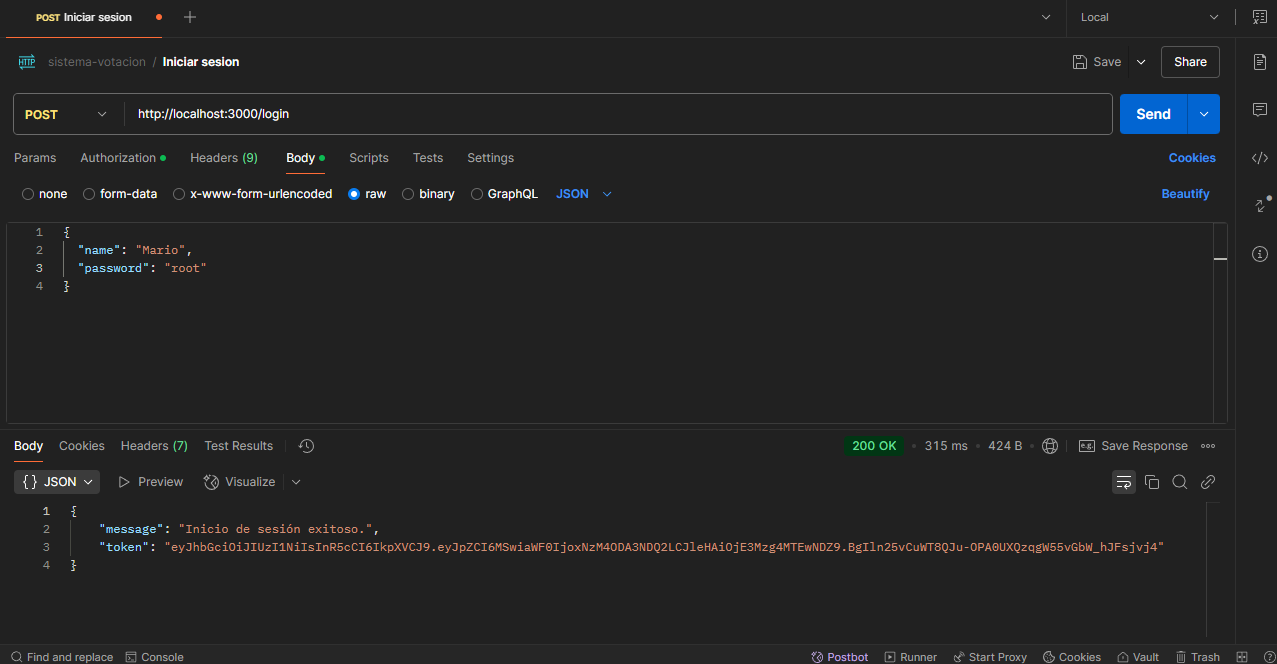 POST Iniciar sesion
Local
HTTP sistema-votacion / Iniciar sesion Save Share
POST http://localhost:3000/login Send
Params Authorization Headers (9) Body Scripts Tests Settings Cookies
none form-data x-www-form-urlencoded raw binary GraphQL JSON Beautify
1 {
2 "name": "Mario",
3 "password": "root"
4 }
Body Cookies Headers (7) Test Results 200 OK 315 ms 424 B e.g. Save Response
{} JSON Preview Visualize
1 {
2 "message": "Inicio de sesión exitoso.",
3 "token": "eyJhbGciOiJIUzI1NiIsInR5cCI6IkpXVCJ9.eyJpZCI6MSwiaWF0IjoxNzM4ODA3NDQ2LCJleHAiOjE3Mzg4MTEwNDZ9.BgIln25vCuWT8QJu-OPA0UXQzqgW55vGbW_hJFsjvj4"
4 }
Find and replace Console Postbot Runner Start Proxy Cookies Vault Trash